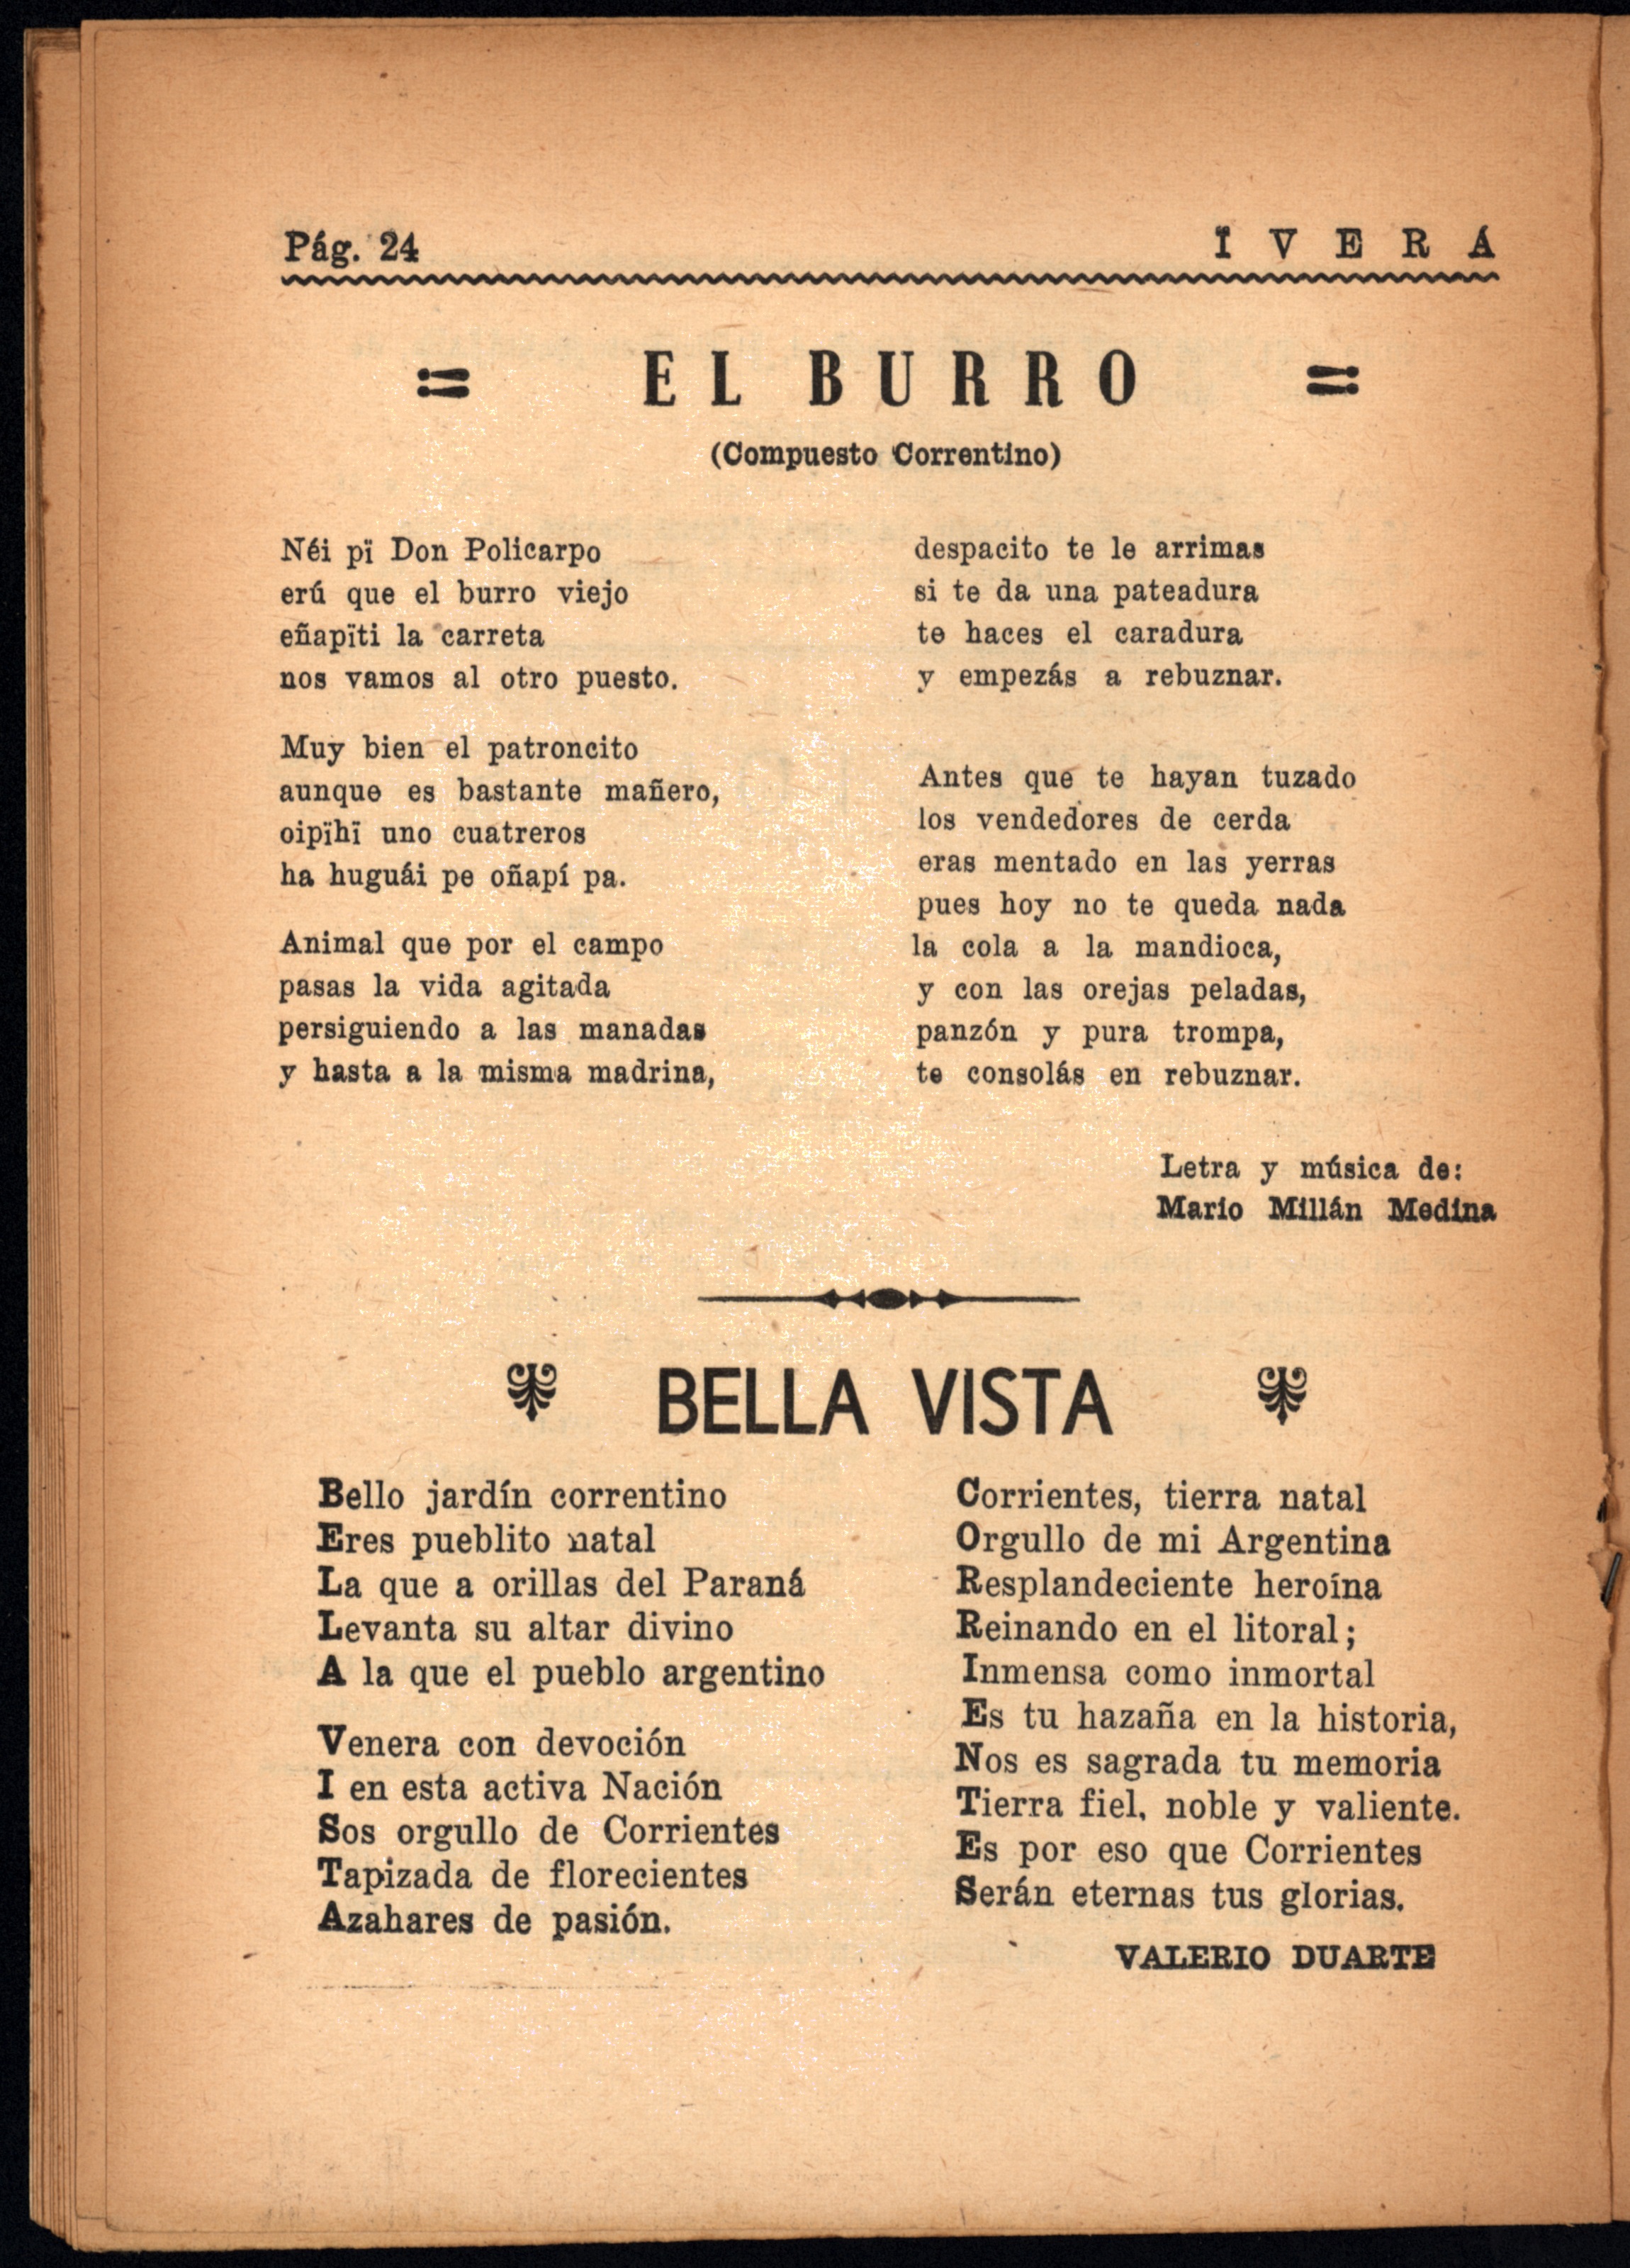 Pág. 24
Ï V E R Á
EL BURRO
(Compuesto Correntino)
Néi pï Don Policarpo
erú que el burro viejo
eñapïti la carreta
nos vamos al otro puesto.
Muy bien el patroncito
aunque es bastante mañero,
oipïhï uno cuatreros
ha huguái pe oñapí pa.
Animal que por el campo
pasas la vida agitada
persiguiendo a las manadas
y hasta a la misma madrina,
despacito te le arrimas
si te da una pateadura
te haces el caradura
y empezás a rebuznar.
Antes que te hayan tuzado
los vendedores de cerda
eras mentado en las yerras
pues hoy no te queda nada
la cola a la mandioca,
y con las orejas peladas,
panzón y pura trompa,
te consolás en rebuznar.
Letra y música de:
Mario Millán Medina
BELLA VISTA
Bello jardín correntino
Eres pueblito natal
La que a orillas del Paraná
Levanta su altar divino
A la que el pueblo argentino
Venera con devoción
I en esta activa Nación
Sos orgullo de Corrientes
Tapizada de florecientes
Azahares de pasión.
Corrientes, tierra natal
Orgullo de mi Argentina
Resplandeciente heroína
Reinando en el litoral;
Inmensa como inmortal
Es tu hazaña en la historia,
Nos es sagrada tu memoria
Tierra fiel, noble y valiente.
Es por eso que Corrientes
Serán eternas tus glorias.
VALERIO DUARTE